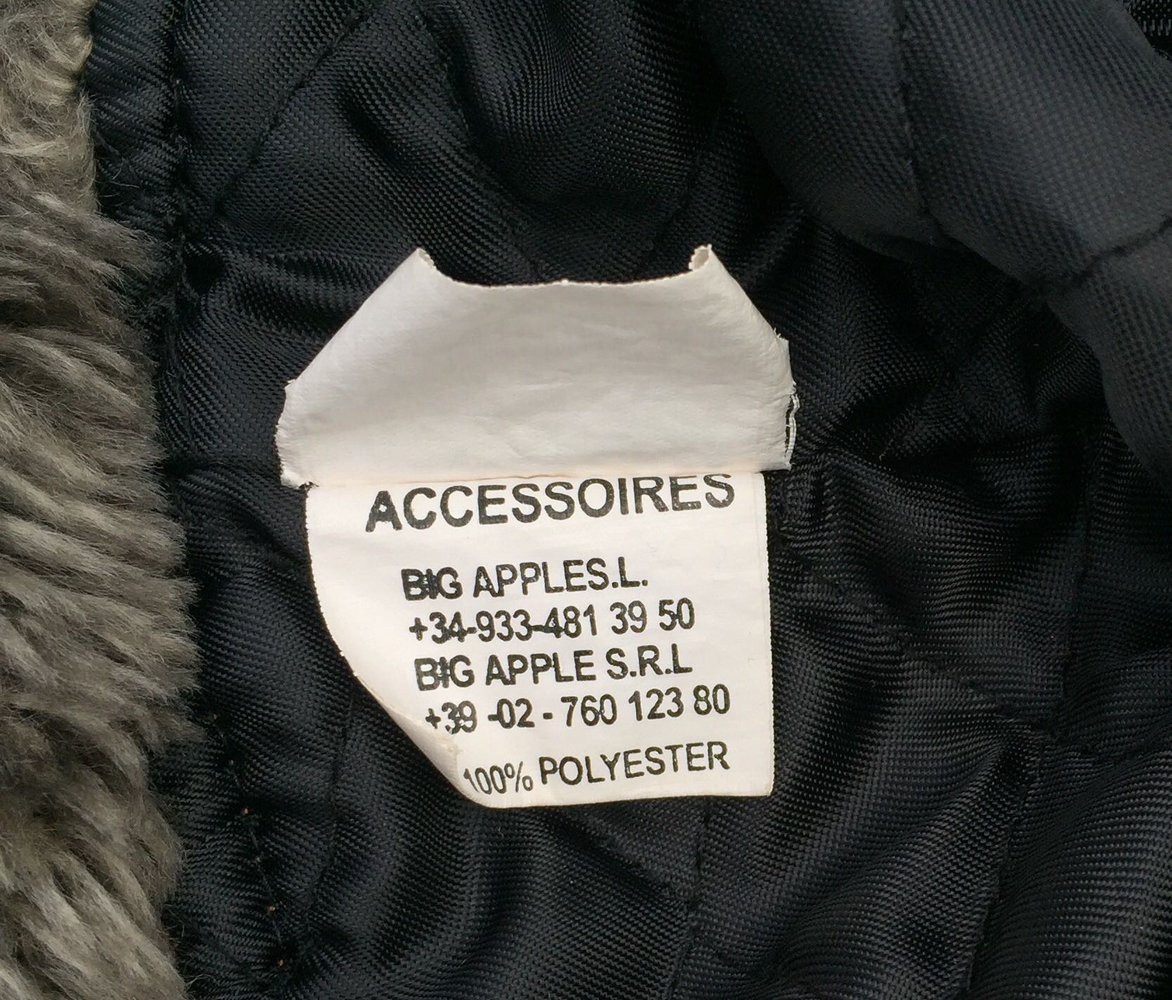 ACCESSOIRES
BIG APPLES.L.
+34-933-481 39 50
BIG APPLE S.R.L
+39 -02 - 760 123 80
100% POLYESTER